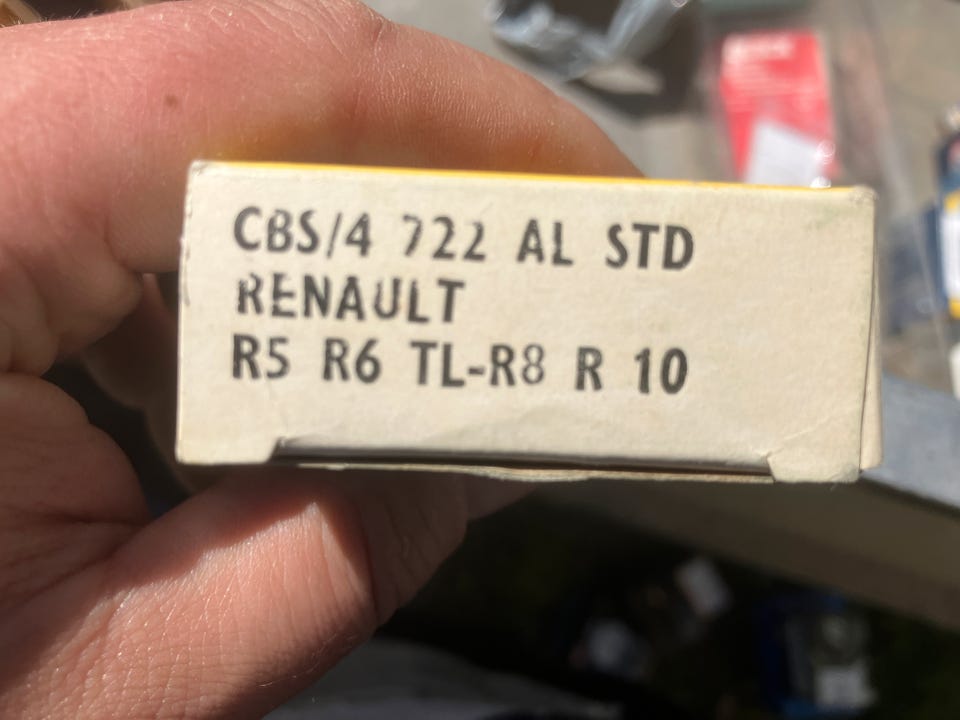 CBS/4 722 AL STD
RENAULT
R5 R6 TL-R8 R 10